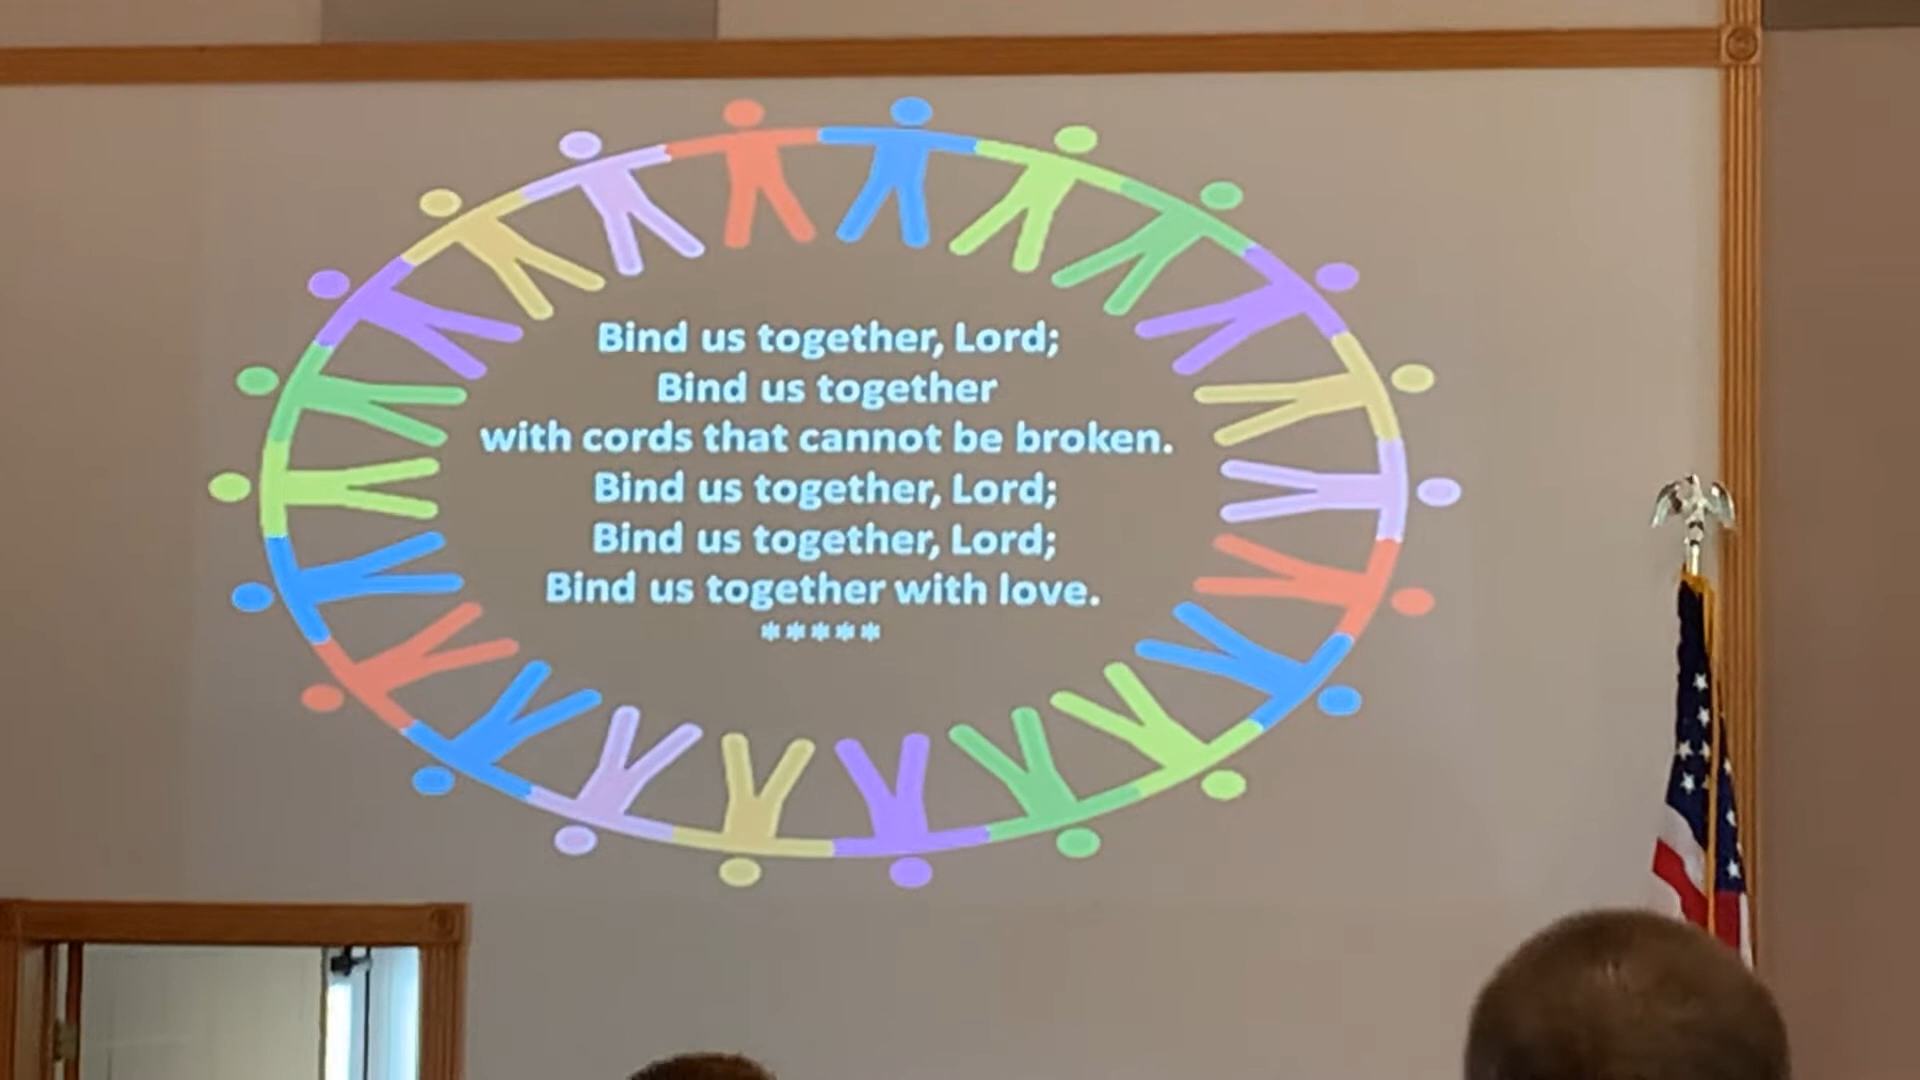 Bind us together, Lord;
Bind us together
with cords that cannot be broken.
Bind us together, Lord;
Bind us together, Lord;
Bind us together with love.
*****